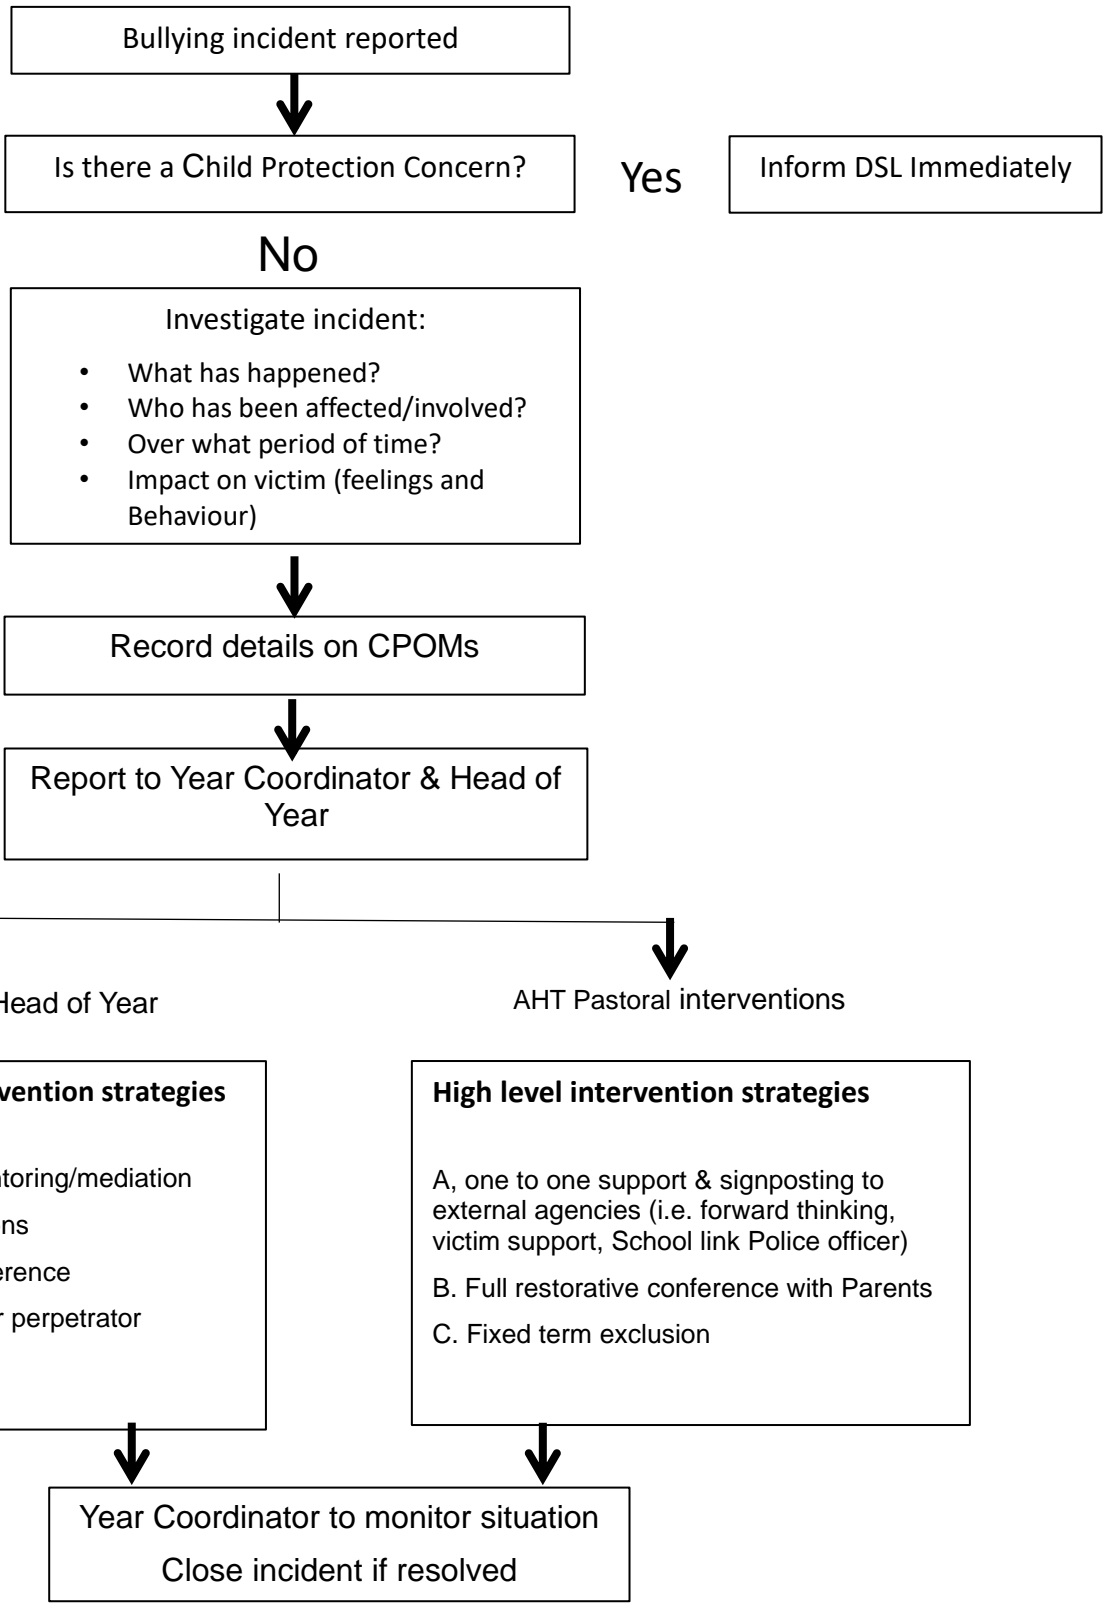 Bullying incident reported
Is there a Child Protection Concern?
Yes
Inform DSL Immediately
No
Investigate incident:
• What has happened?
• Who has been affected/involved?
• Over what period of time?
• Impact on victim (feelings and
Behaviour)
Record details on CPOMs
Report to Year Coordinator & Head of
Year
Head of Year
strategies
/mediation
perpetrator
AHT Pastoral interventions
High level intervention strategies
A, one to one support & signposting to
external agencies (i.e. forward thinking,
victim support, School link Police officer)
B. Full restorative conference with Parents
C. Fixed term exclusion
Year Coordinator to monitor situation
Close incident if resolved